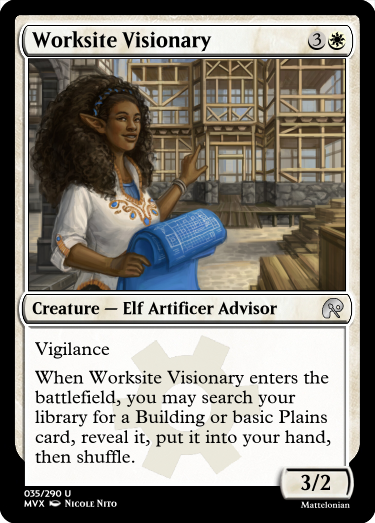 Worksite Visionary 3
Creature — Elf Artificer Advisor
Vigilance
When Worksite Visionary enters the
battlefield, you may search your
library for a Building or basic Plains
card, reveal it, put it into your hand,
then shuffle.
3/2
035/290 U
MVX Nicole Nito
Mattelonian